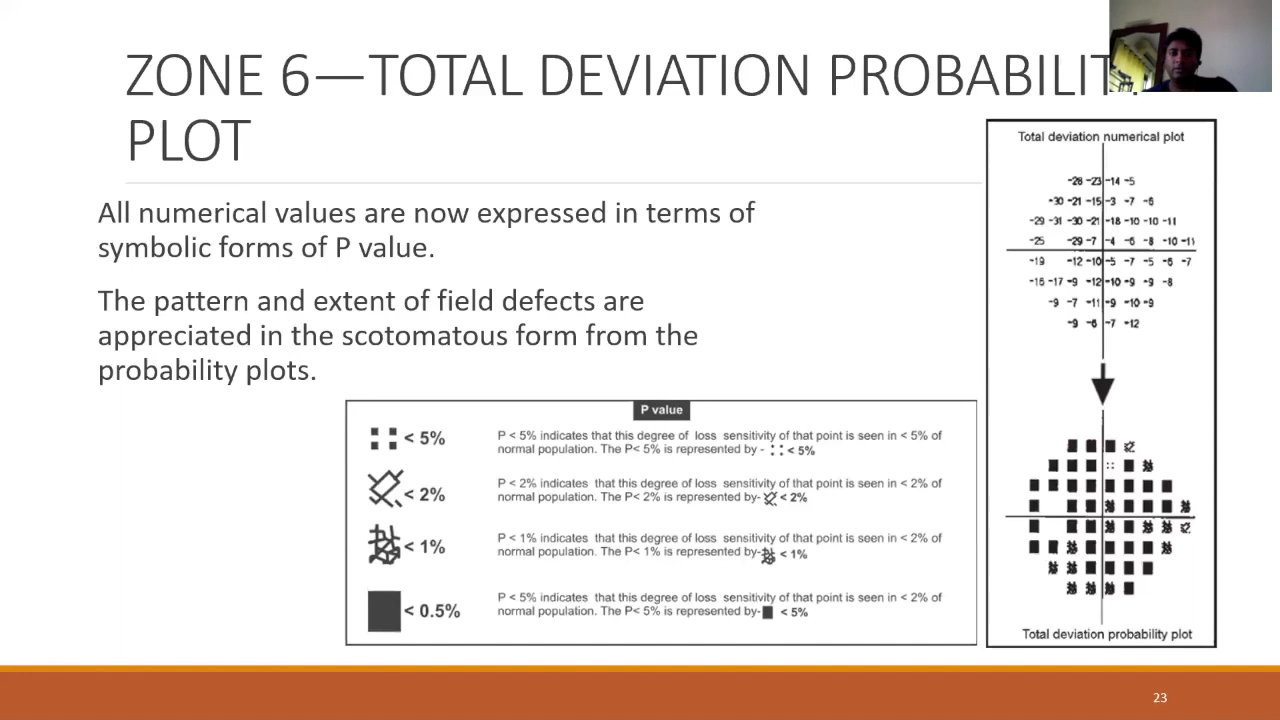 ZONE 6—TOTAL DEVIATION PROBABILIT
PLOT
All numerical values are now expressed in terms of
symbolic forms of P value.
The pattern and extent of field defects are
appreciated in the scotomatous form from the
probability plots.
P value
< 5%
P < 5% indicates that this degree of loss sensitivity of that point is seen in < 5% of
normal population. The P< 5% is represented by - < 5%
< 2%
P < 2% indicates that this degree of loss sensitivity of that point is seen in < 2% of
normal population. The P< 2% is represented by- < 2%
< 1%
P < 1% indicates that this degree of loss sensitivity of that point is seen in < 2% of
normal population. The P< 1% is represented by- < 1%
< 0.5%
P < 5% indicates that this degree of loss sensitivity of that point is seen in < 2% of
normal population. The P< 5% is represented by- < 5%
Total deviation numerical plot
-28 -23 -14 -5
-30 -21 -15 -3 -7 -6
-29 -31 -30 -21 -18 -10 -10 -11
-25 -29 -7 -4 -6 -8 -10 -11
-19 -12 -10 -5 -7 -5 -6 -7
-16 -17 -9 -12 -10 -9 -9 -8
-9 -7 -11 -9 -10 -9
-9 -6 -7 -12
Total deviation probability plot
23